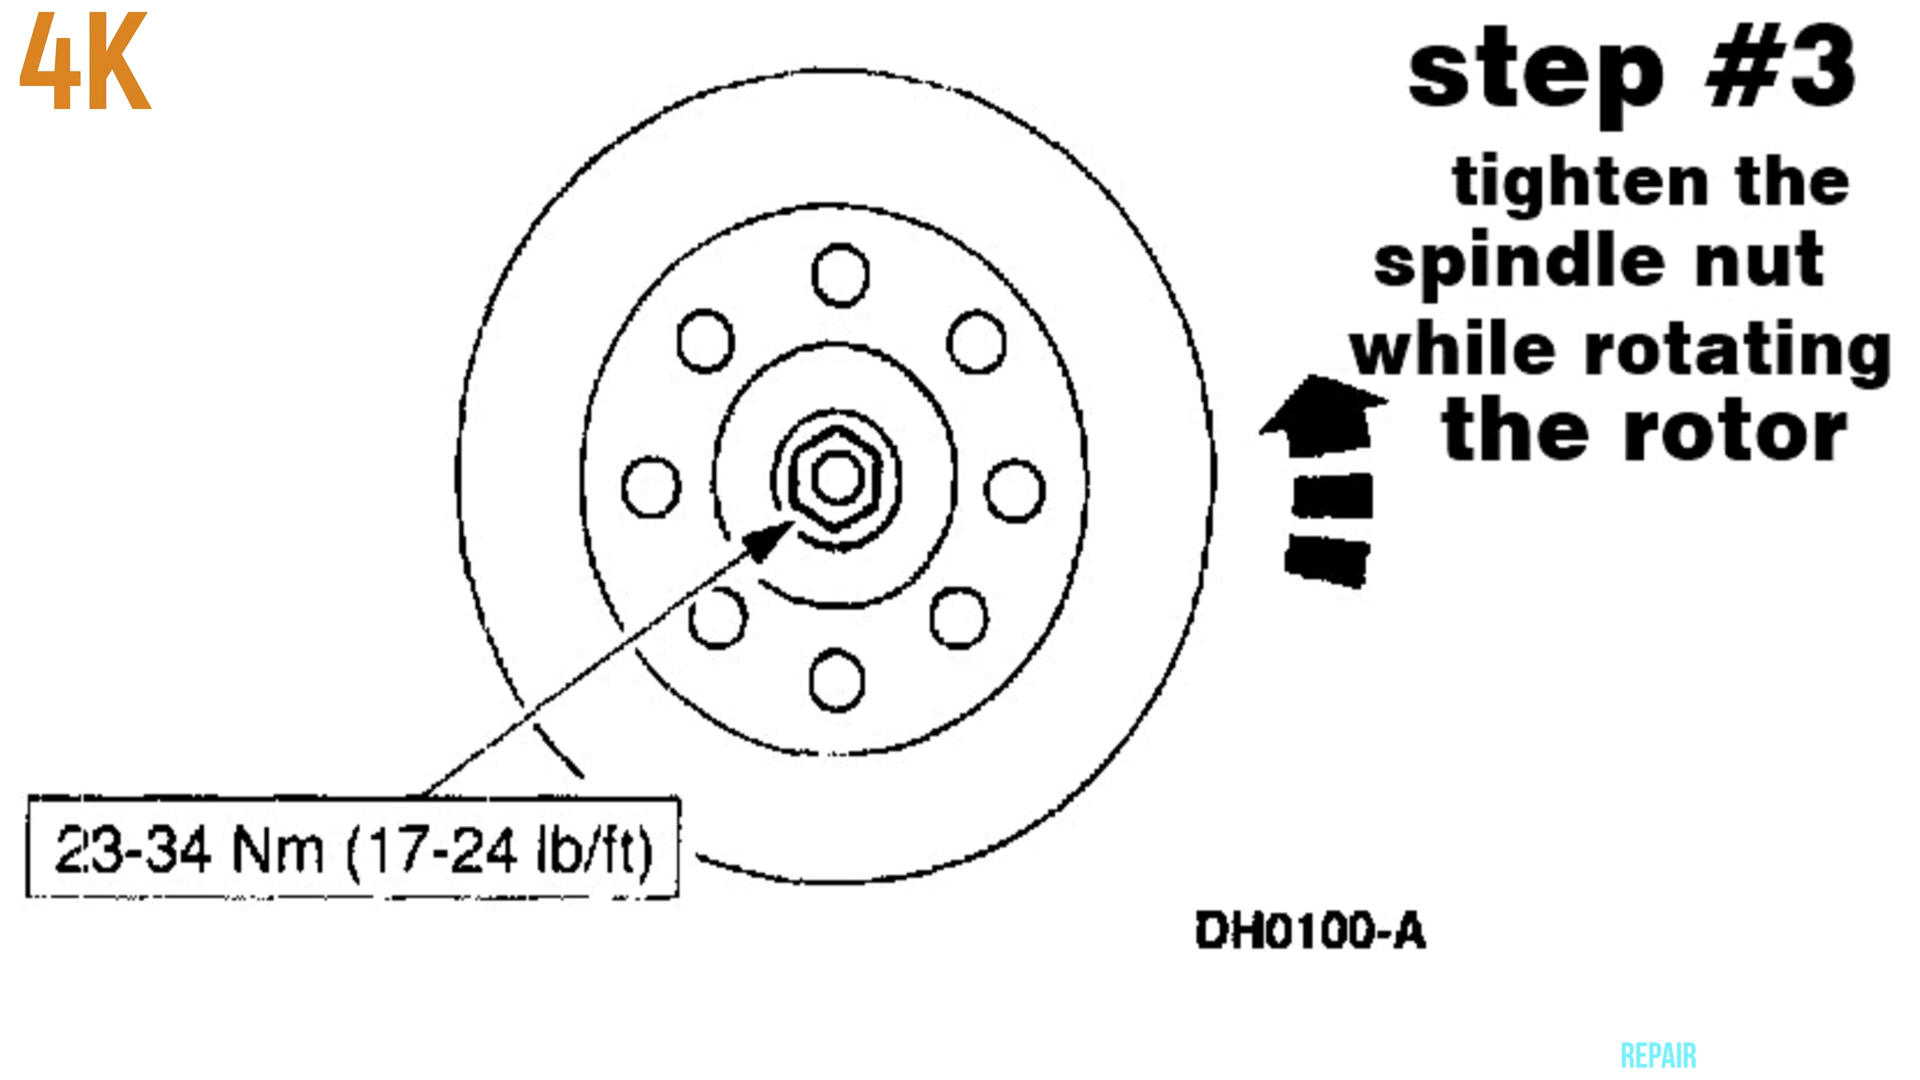 4K
step #3
tighten the
spindle nut
while rotating
the rotor
23-34 Nm (17-24 lb/ft)
DH0100-A
REPAIR